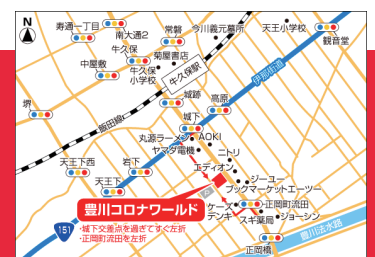 N
寿通一丁目
南大通2
常磐
今川義元墓所
天王小学校
観音堂
牛久保
菊屋書店
中屋敷
牛久保
小学校
牛久保駅
伊那街道
堺
城跡
高原
飯田線
城下
丸源ラーメン
AOKI
ヤマダ電機
ニトリ
天王下西
岩下
エディオン
天王下
ジーユー
ブックマーケットエーツー
豊川コロナワールド
ケーズ
デンキ
正岡町流田
スギ薬局
ジョーシン
151
・城下交差点を過ぎてすぐ左折
・正岡町流田を左折
豊川放水路
正岡橋